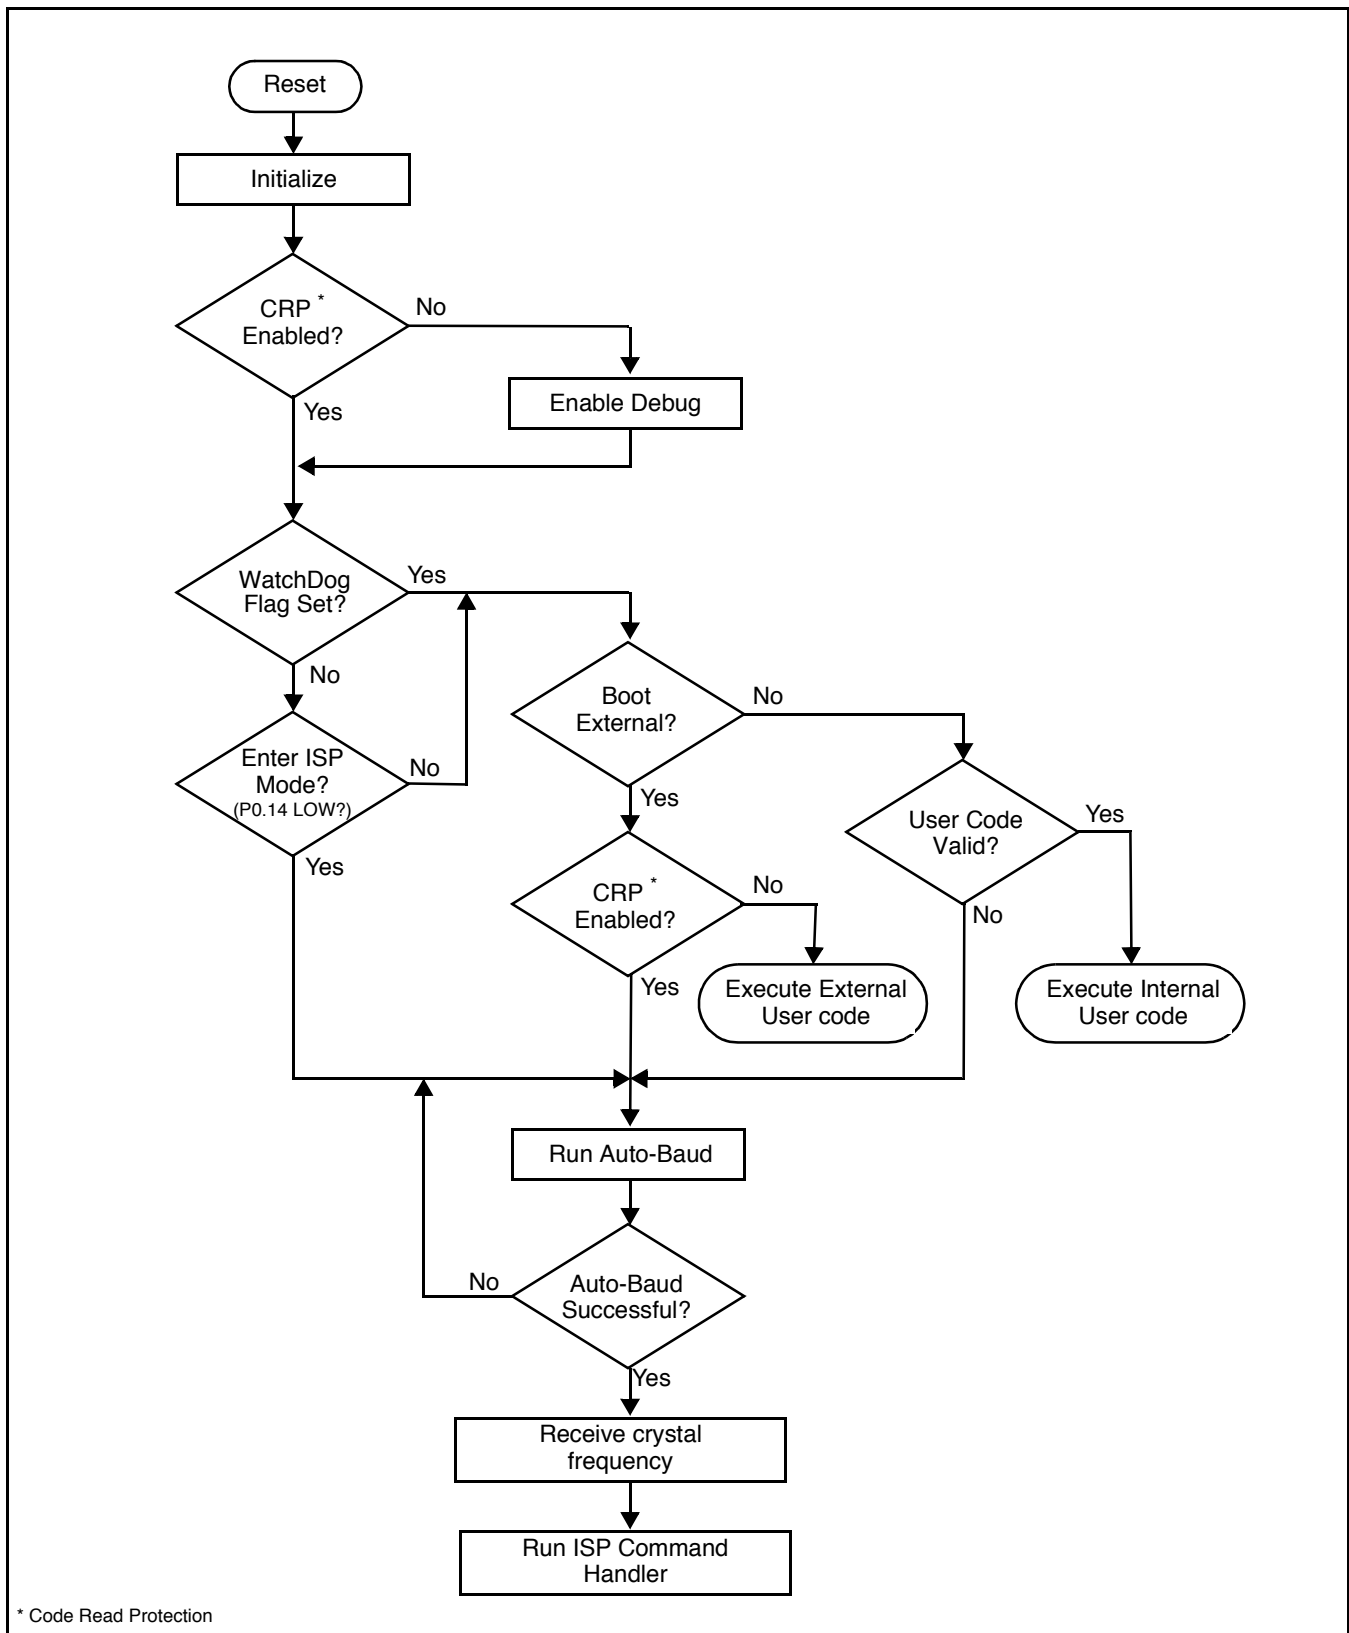 Reset
Initialize
CRP *
Enabled?
No
Enable Debug
Yes
WatchDog
Flag Set?
Yes
No
Boot
External?
No
Enter ISP
Mode?
(P0.14 LOW?)
No
Yes
Yes
User Code
Valid?
Yes
CRP *
Enabled?
No
No
Yes
Execute External
User code
Execute Internal
User code
Run Auto-Baud
Auto-Baud
Successful?
No
Yes
Receive crystal
frequency
Run ISP Command
Handler
* Code Read Protection